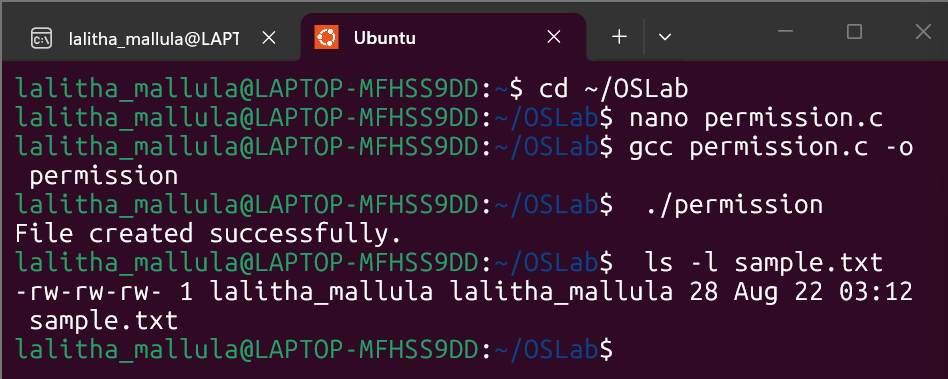 lalitha_mallula@LAPT
Ubuntu
lalitha_mallula@LAPTOP-MFHSS9DD:~$ cd ~/OSLab
lalitha_mallula@LAPTOP-MFHSS9DD:~/OSLab$ nano permission.c
lalitha_mallula@LAPTOP-MFHSS9DD:~/OSLab$ gcc permission.c -o
permission
lalitha_mallula@LAPTOP-MFHSS9DD:~/OSLab$  ./permission
File created successfully.
lalitha_mallula@LAPTOP-MFHSS9DD:~/OSLab$  ls -l sample.txt
-rw-rw-rw- 1 lalitha_mallula lalitha_mallula 28 Aug 22 03:12
sample.txt
lalitha_mallula@LAPTOP-MFHSS9DD:~/OSLab$